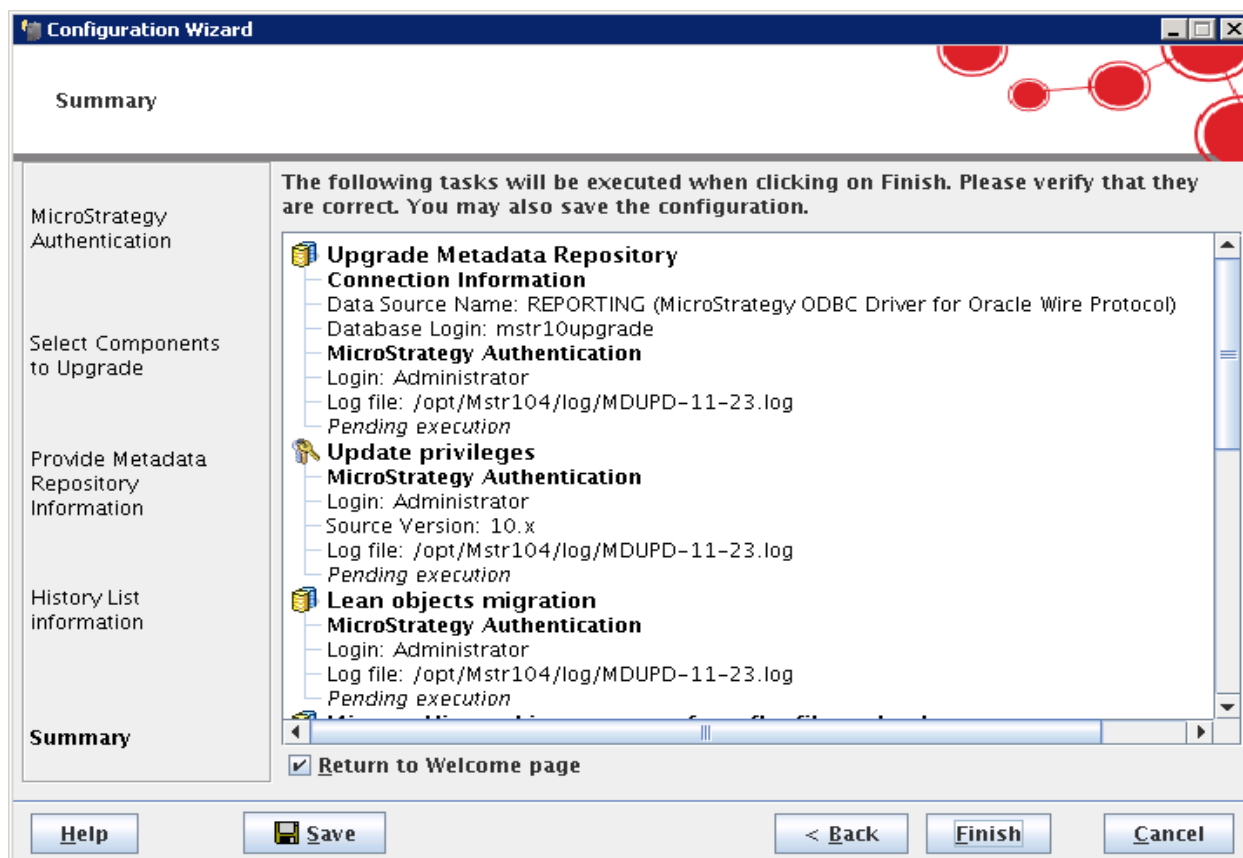 Configuration Wizard
Summary
MicroStrategy
Authentication
Select Components
to Upgrade
Provide Metadata
Repository
Information
History List
information
Summary
The following tasks will be executed when clicking on Finish. Please verify that they
are correct. You may also save the configuration.
Upgrade Metadata Repository
Connection Information
Data Source Name: REPORTING (MicroStrategy ODBC Driver for Oracle Wire Protocol)
Database Login: mstr10upgrade
MicroStrategy Authentication
Login: Administrator
Log file: /opt/Mstr104/log/MDUPD-11-23.log
Pending execution
Update privileges
MicroStrategy Authentication
Login: Administrator
Source Version: 10.x
Log file: /opt/Mstr104/log/MDUPD-11-23.log
Pending execution
Lean objects migration
MicroStrategy Authentication
Login: Administrator
Log file: /opt/Mstr104/log/MDUPD-11-23.log
Pending execution
Return to Welcome page
Help
Save
< Back
Finish
Cancel